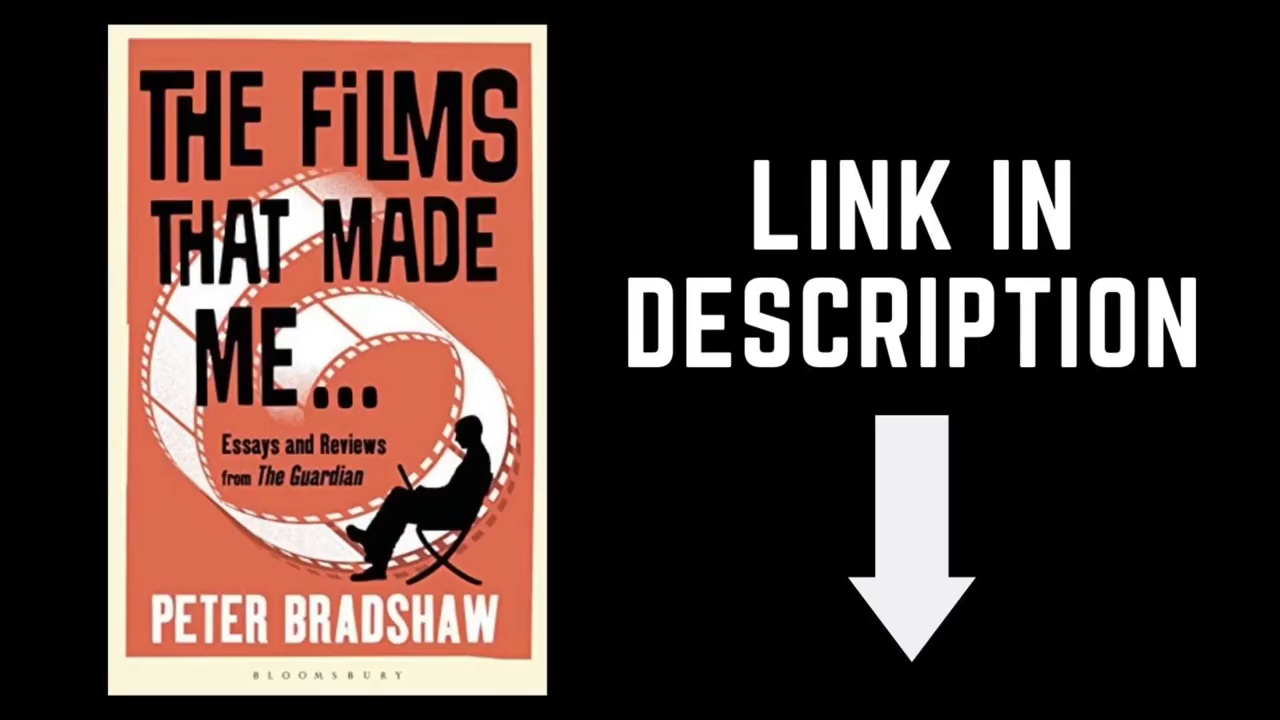 THE FiLMS
THAT MADE
ME...
Essays and Reviews
from The Guardian
PETER BRADSHAW
BLOOMSBURY
LINK IN
DESCRIPTION